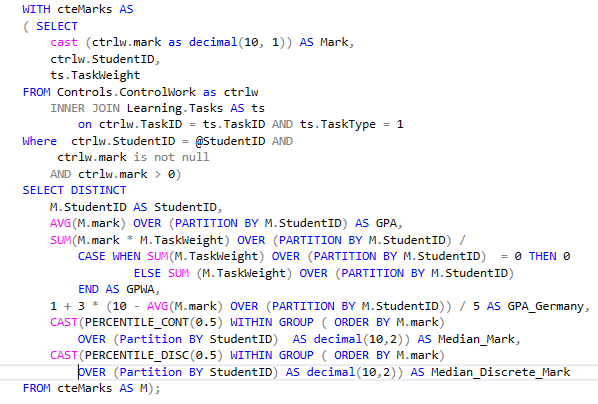 WITH cteMarks AS
( SELECT
cast (ctrlw.mark as decimal(10, 1)) AS Mark,
ctrlw.StudentID,
ts.TaskWeight
FROM Controls.ControlWork as ctrlw
INNER JOIN Learning.Tasks AS ts
on ctrlw.TaskID = ts.TaskID AND ts.TaskType = 1
Where ctrlw.StudentID = @StudentID AND
ctrlw.mark is not null
AND ctrlw.mark > 0)
SELECT DISTINCT
M.StudentID AS StudentID,
AVG(M.mark) OVER (PARTITION BY M.StudentID) AS GPA,
SUM(M.mark * M.TaskWeight) OVER (PARTITION BY M.StudentID) /
CASE WHEN SUM(M.TaskWeight) OVER (PARTITION BY M.StudentID) = 0 THEN 0
ELSE SUM (M.TaskWeight) OVER (PARTITION BY M.StudentID)
END AS GPWA,
1 + 3 * (10 - AVG(M.mark) OVER (PARTITION BY M.StudentID)) / 5 AS GPA_Germany,
CAST(PERCENTILE_CONT(0.5) WITHIN GROUP ( ORDER BY M.mark)
OVER (Partition BY StudentID) AS decimal(10,2)) AS Median_Mark,
CAST(PERCENTILE_DISC(0.5) WITHIN GROUP ( ORDER BY M.mark)
OVER (Partition BY StudentID) AS decimal(10,2)) AS Median_Discrete_Mark
FROM cteMarks AS M);